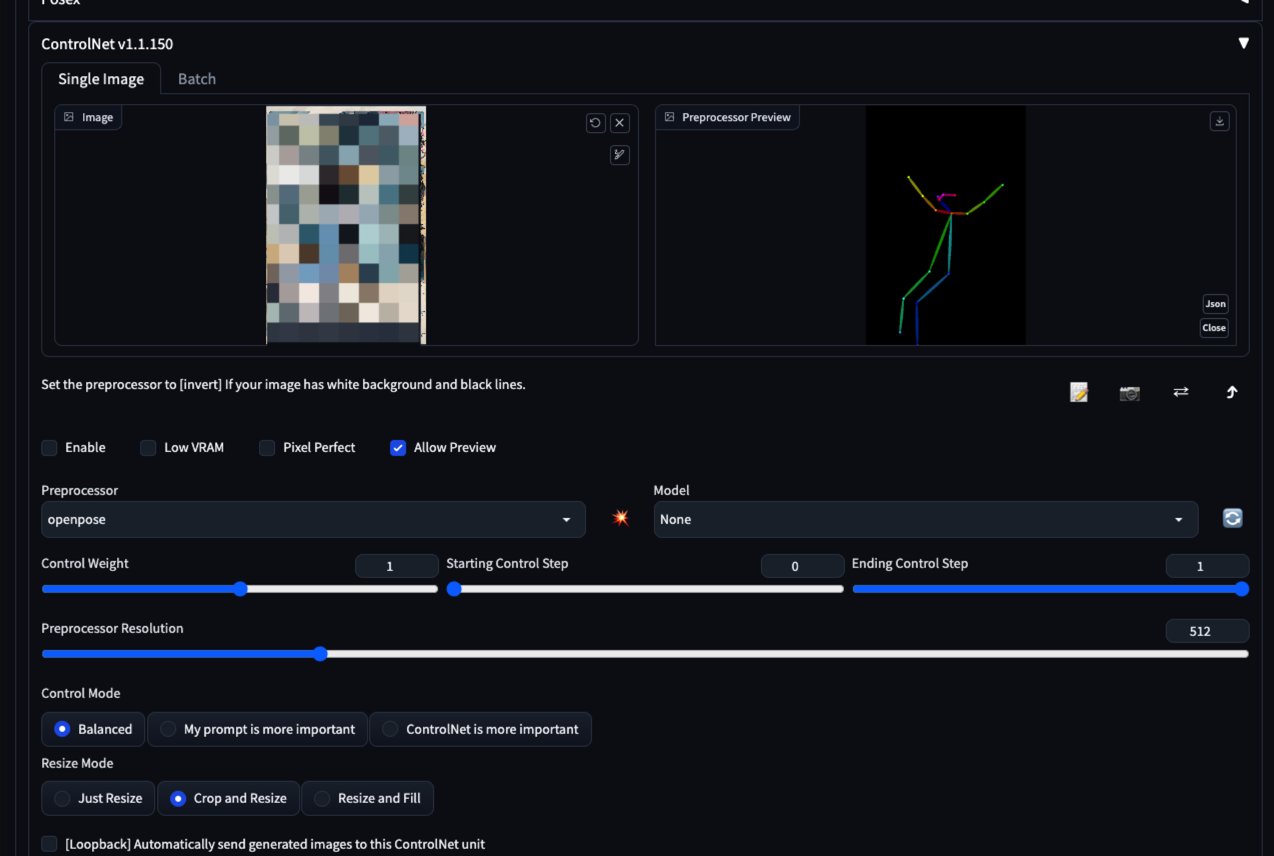 Posex
ControlNet v1.1.150
Single Image
Batch
Image
Preprocessor Preview
Json
Close
Set the preprocessor to [invert] If your image has white background and black lines.
Enable
Low VRAM
Pixel Perfect
Allow Preview
Preprocessor
Model
openpose
None
Control Weight
1
Starting Control Step
0
Ending Control Step
1
Preprocessor Resolution
512
Control Mode
Balanced
My prompt is more important
ControlNet is more important
Resize Mode
Just Resize
Crop and Resize
Resize and Fill
[Loopback] Automatically send generated images to this ControlNet unit